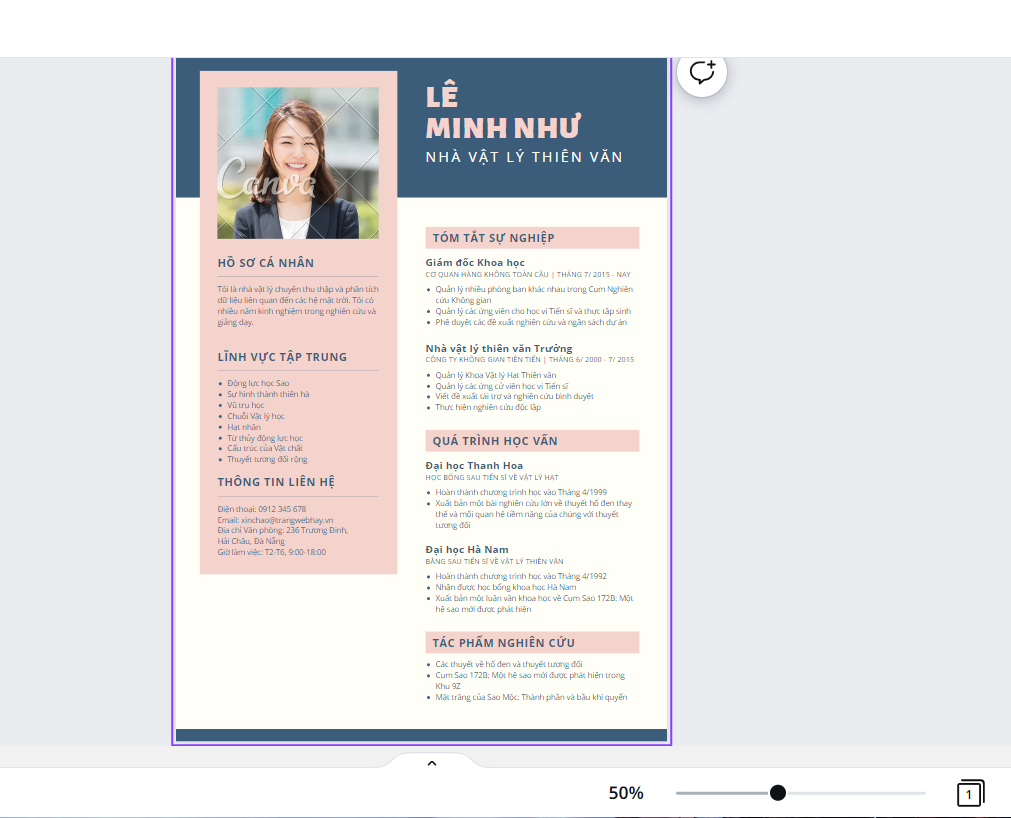 LÊ
MINH NHƯ
NHÀ VẬT LÝ THIÊN VĂN
Canva
HỒ SƠ CÁ NHÂN
Tôi là nhà vật lý chuyên thu thập và phân tích
dữ liệu liên quan đến các hệ mặt trời. Tôi có
nhiều năm kinh nghiệm trong nghiên cứu và
giảng dạy.
LĨNH VỰC TẬP TRUNG
Động lực học Sao
Sự hình thành thiên hà
Vũ trụ học
Chuỗi Vật lý học
Hạt nhân
Từ thủy động lực học
Cấu trúc của Vật chất
Thuyết tương đối rộng
THÔNG TIN LIÊN HỆ
Điện thoại: 0912 345 678
Email: xinchao@trangwebhay.vn
Địa chỉ Văn phòng: 236 Trương Định,
Hải Châu, Đà Nẵng
Giờ làm việc: T2-T6, 9:00-18:00
TÓM TẮT SỰ NGHIỆP
Giám đốc Khoa học
CƠ QUAN HÀNG KHÔNG TOÀN CẦU | THÁNG 7/ 2015 - NAY
Quản lý nhiều phòng ban khác nhau trong Cụm Nghiên
cứu Không gian
Quản lý các ứng viên cho học vị Tiến sĩ và thực tập sinh
Phê duyệt các đề xuất nghiên cứu và ngân sách dự án
Nhà vật lý thiên văn Trưởng
CÔNG TY KHÔNG GIAN TIÊN TIẾN | THÁNG 6/ 2000 - 7/ 2015
Quản lý Khoa Vật lý Hạt Thiên văn
Quản lý các ứng cử viên học vị Tiến sĩ
Viết đề xuất tài trợ và nghiên cứu bình duyệt
Thực hiện nghiên cứu độc lập
QUÁ TRÌNH HỌC VẤN
Đại học Thanh Hoa
HỌC BỔNG SAU TIẾN SĨ VỀ VẬT LÝ HẠT
Hoàn thành chương trình học vào Tháng 4/1999
Xuất bản một bài nghiên cứu lớn về thuyết hố đen thay
thế và mối quan hệ tiềm năng của chúng với thuyết
tương đối
Đại học Hà Nam
BẰNG SAU TIẾN SĨ VỀ VẬT LÝ THIÊN VĂN
Hoàn thành chương trình học vào Tháng 4/1992
Nhận được học bổng khoa học Hà Nam
Xuất bản một luận văn khoa học về Cụm Sao 172B: Một
hệ sao mới được phát hiện
TÁC PHẨM NGHIÊN CỨU
Các thuyết về hố đen và thuyết tương đối
Cụm Sao 172B: Một hệ sao mới được phát hiện trong
Khu 9Z
Mặt trăng của Sao Mộc: Thành phần và bầu khí quyển
50%
1